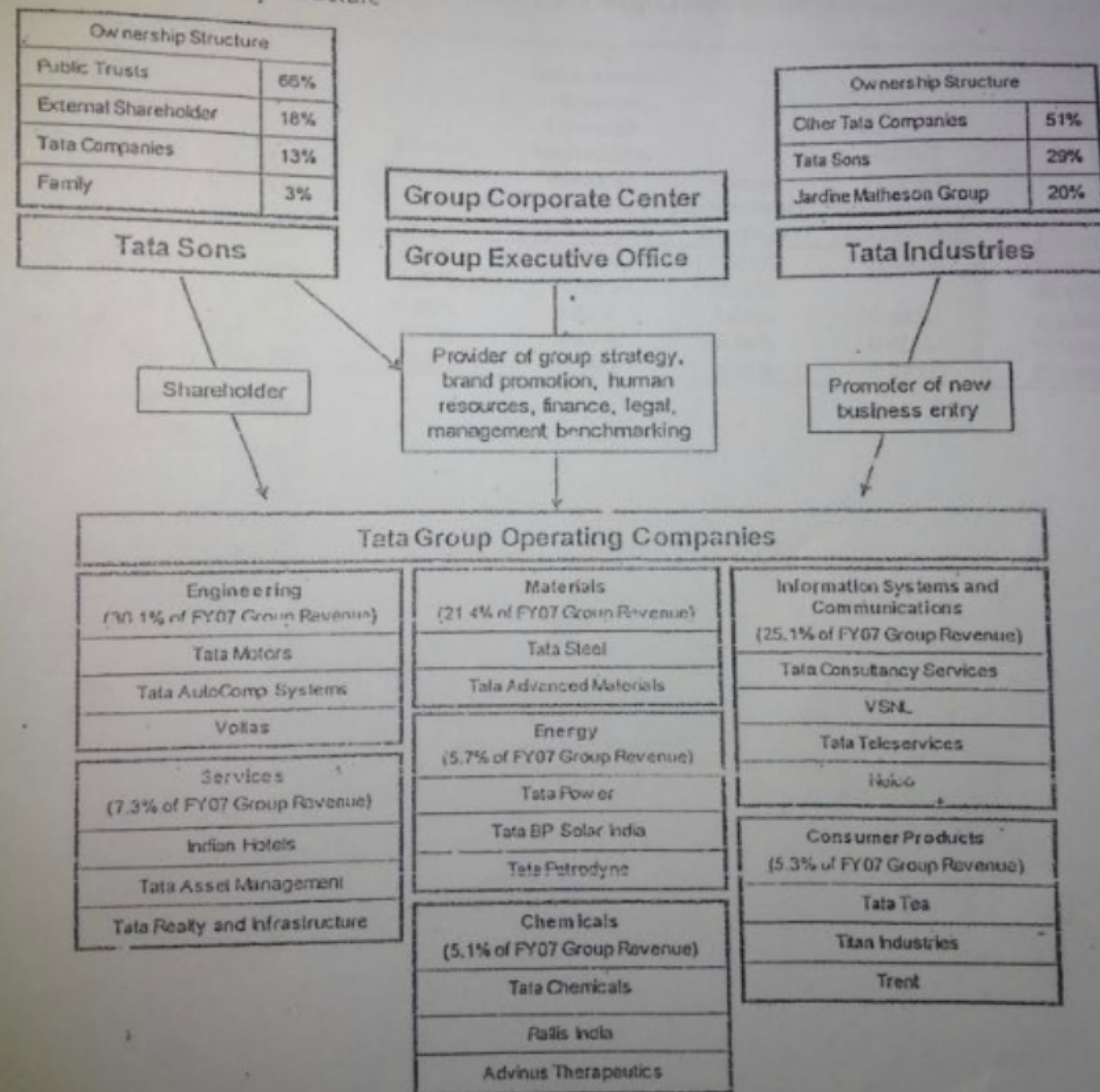 Ownership Structure
Public Trusts 66%
External Shareholder 18%
Tata Companies 13%
Family 3%
Tata Sons
Group Corporate Center
Group Executive Office
Ownership Structure
Other Tata Companies 51%
Tata Sons 29%
Jardine Matheson Group 20%
Tata Industries
Shareholder
Provider of group strategy,
brand promotion, human
resources, finance, legal,
management benchmarking
Promoter of new
business entry
Tata Group Operating Companies
Engineering
(30.1% of FY07 Group Revenue)
Tata Motors
Tata AutoComp Systems
Voltas
Services
(7.3% of FY07 Group Revenue)
Indian Hotels
Tata Asset Management
Tata Realty and Infrastructure
Materials
(21.4% of FY07 Group Revenue)
Tata Steel
Tata Advanced Materials
Energy
(5.7% of FY07 Group Revenue)
Tata Power
Tata BP Solar India
Tata Petrodyne
Chemicals
(5.1% of FY07 Group Revenue)
Tata Chemicals
Rallis India
Advinus Therapeutics
Information Systems and
Communications
(25.1% of FY07 Group Revenue)
Tata Consultancy Services
VSNL
Tata Teleservices
Consumer Products
(5.3% of FY07 Group Revenue)
Tata Tea
Titan Industries
Trent